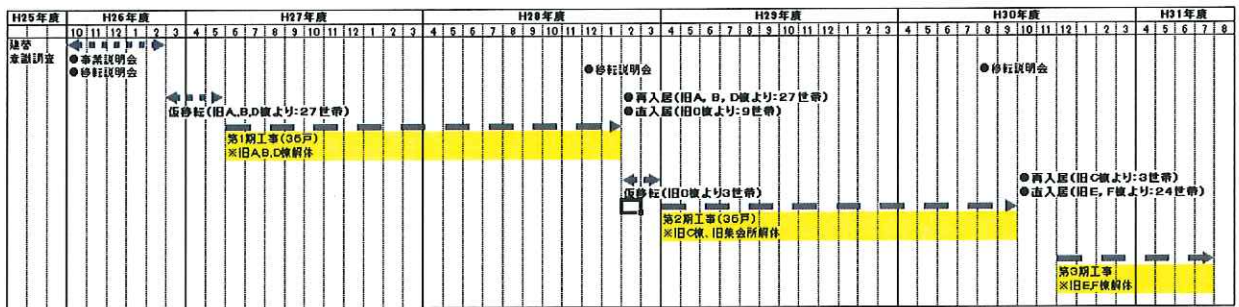 H25年度 H26年度 H27年度 H28年度 H29年度 H30年度 H31年度
10 11 12 1 2 3 4 5 6 7 8 9 10 11 12 1 2 3 4 5 6 7 8 9 10 11 12 1 2 3 4 5 6 7 8 9 10 11 12 1 2 3 4 5 6 7 8 9 10 11 12 1 2 3 4 5 6 7 8
建替
意識調査
●事業説明会
●移転説明会
●移転説明会
●移転説明会
仮移転(旧A,B,D棟より:27世帯)
●再入居(旧A, B, D棟より:27世帯)
●直入居(旧C棟より:9世帯)
第1期工事(36戸)
※旧A,B,D棟解体
仮移転(旧C棟より3世帯)
●再入居(旧C棟より:3世帯)
●直入居(旧E, F棟より:24世帯)
第2期工事(36戸)
※旧C棟、旧集会所解体
第3期工事
※旧E,F棟解体